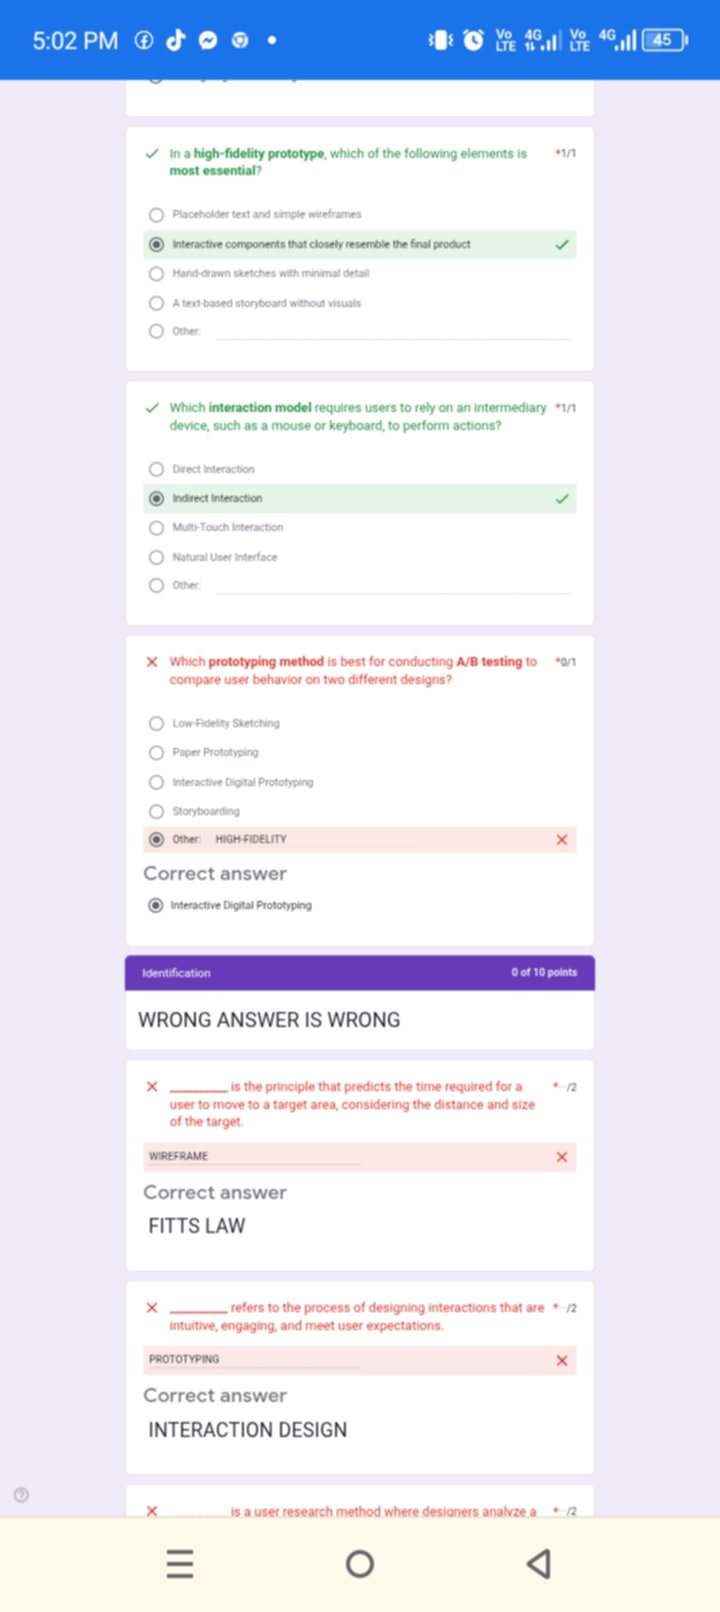 5:02 PM
Vo LTE 4G Vo LTE 4G 45
In a high-fidelity prototype, which of the following elements is *1/1
most essential?
Placeholder text and simple wireframes
Interactive components that closely resemble the final product
Hand-drawn sketches with minimal detail
A text-based storyboard without visuals
Other:
Which interaction model requires users to rely on an intermediary *1/1
device, such as a mouse or keyboard, to perform actions?
Direct Interaction
Indirect Interaction
Multi-Touch Interaction
Natural User Interface
Other:
Which prototyping method is best for conducting A/B testing to *0/1
compare user behavior on two different designs?
Low-Fidelity Sketching
Paper Prototyping
Interactive Digital Prototyping
Storyboarding
Other: HIGH-FIDELITY
Correct answer
Interactive Digital Prototyping
Identification 0 of 10 points
WRONG ANSWER IS WRONG
_________ is the principle that predicts the time required for a *–/2
user to move to a target area, considering the distance and size
of the target.
WIREFRAME
Correct answer
FITTS LAW
_________ refers to the process of designing interactions that are *–/2
intuitive, engaging, and meet user expectations.
PROTOTYPING
Correct answer
INTERACTION DESIGN
is a user research method where designers analyze a *–/2